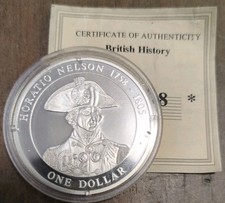 CERTIFICATE OF AUTHENTICITY
British History
8 *
HORATIO NELSON 1758 - 1805
ONE DOLLAR